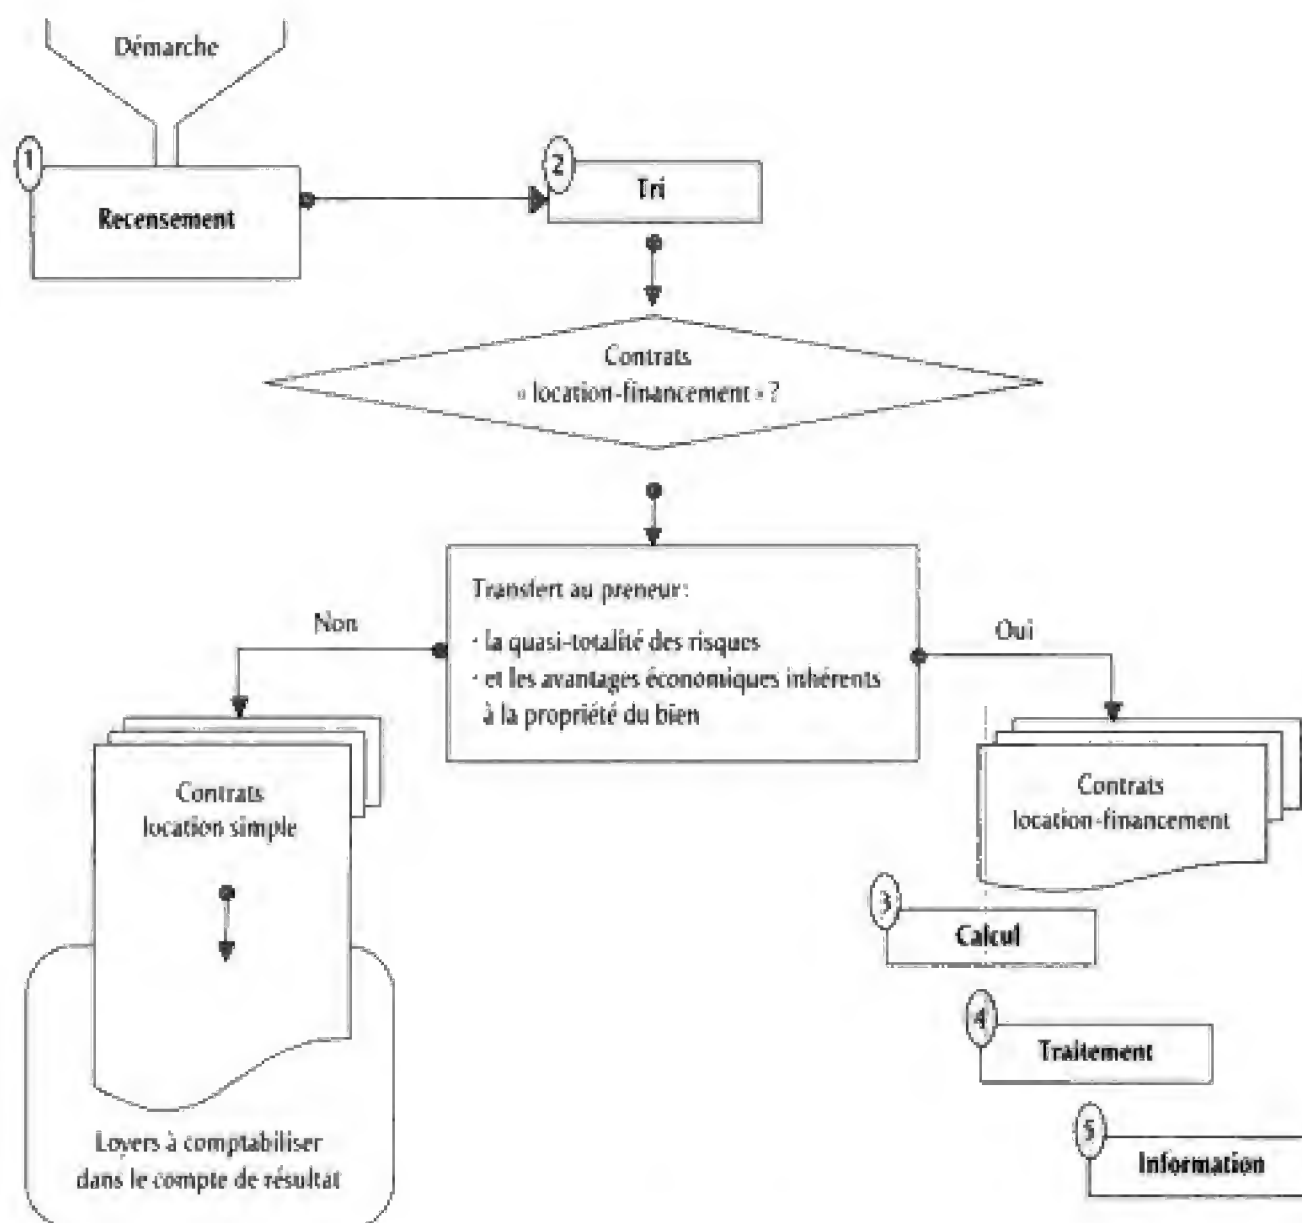 Démarche
1
Recensement
2
Tri
Contrats
« location-financement » ?
Transfert au preneur :
· la quasi-totalité des risques
· et les avantages économiques inhérents
à la propriété du bien
Non
Oui
Contrats
location simple
Contrats
location-financement
3
Calcul
4
Traitement
5
Information
Loyers à comptabiliser
dans le compte de résultat